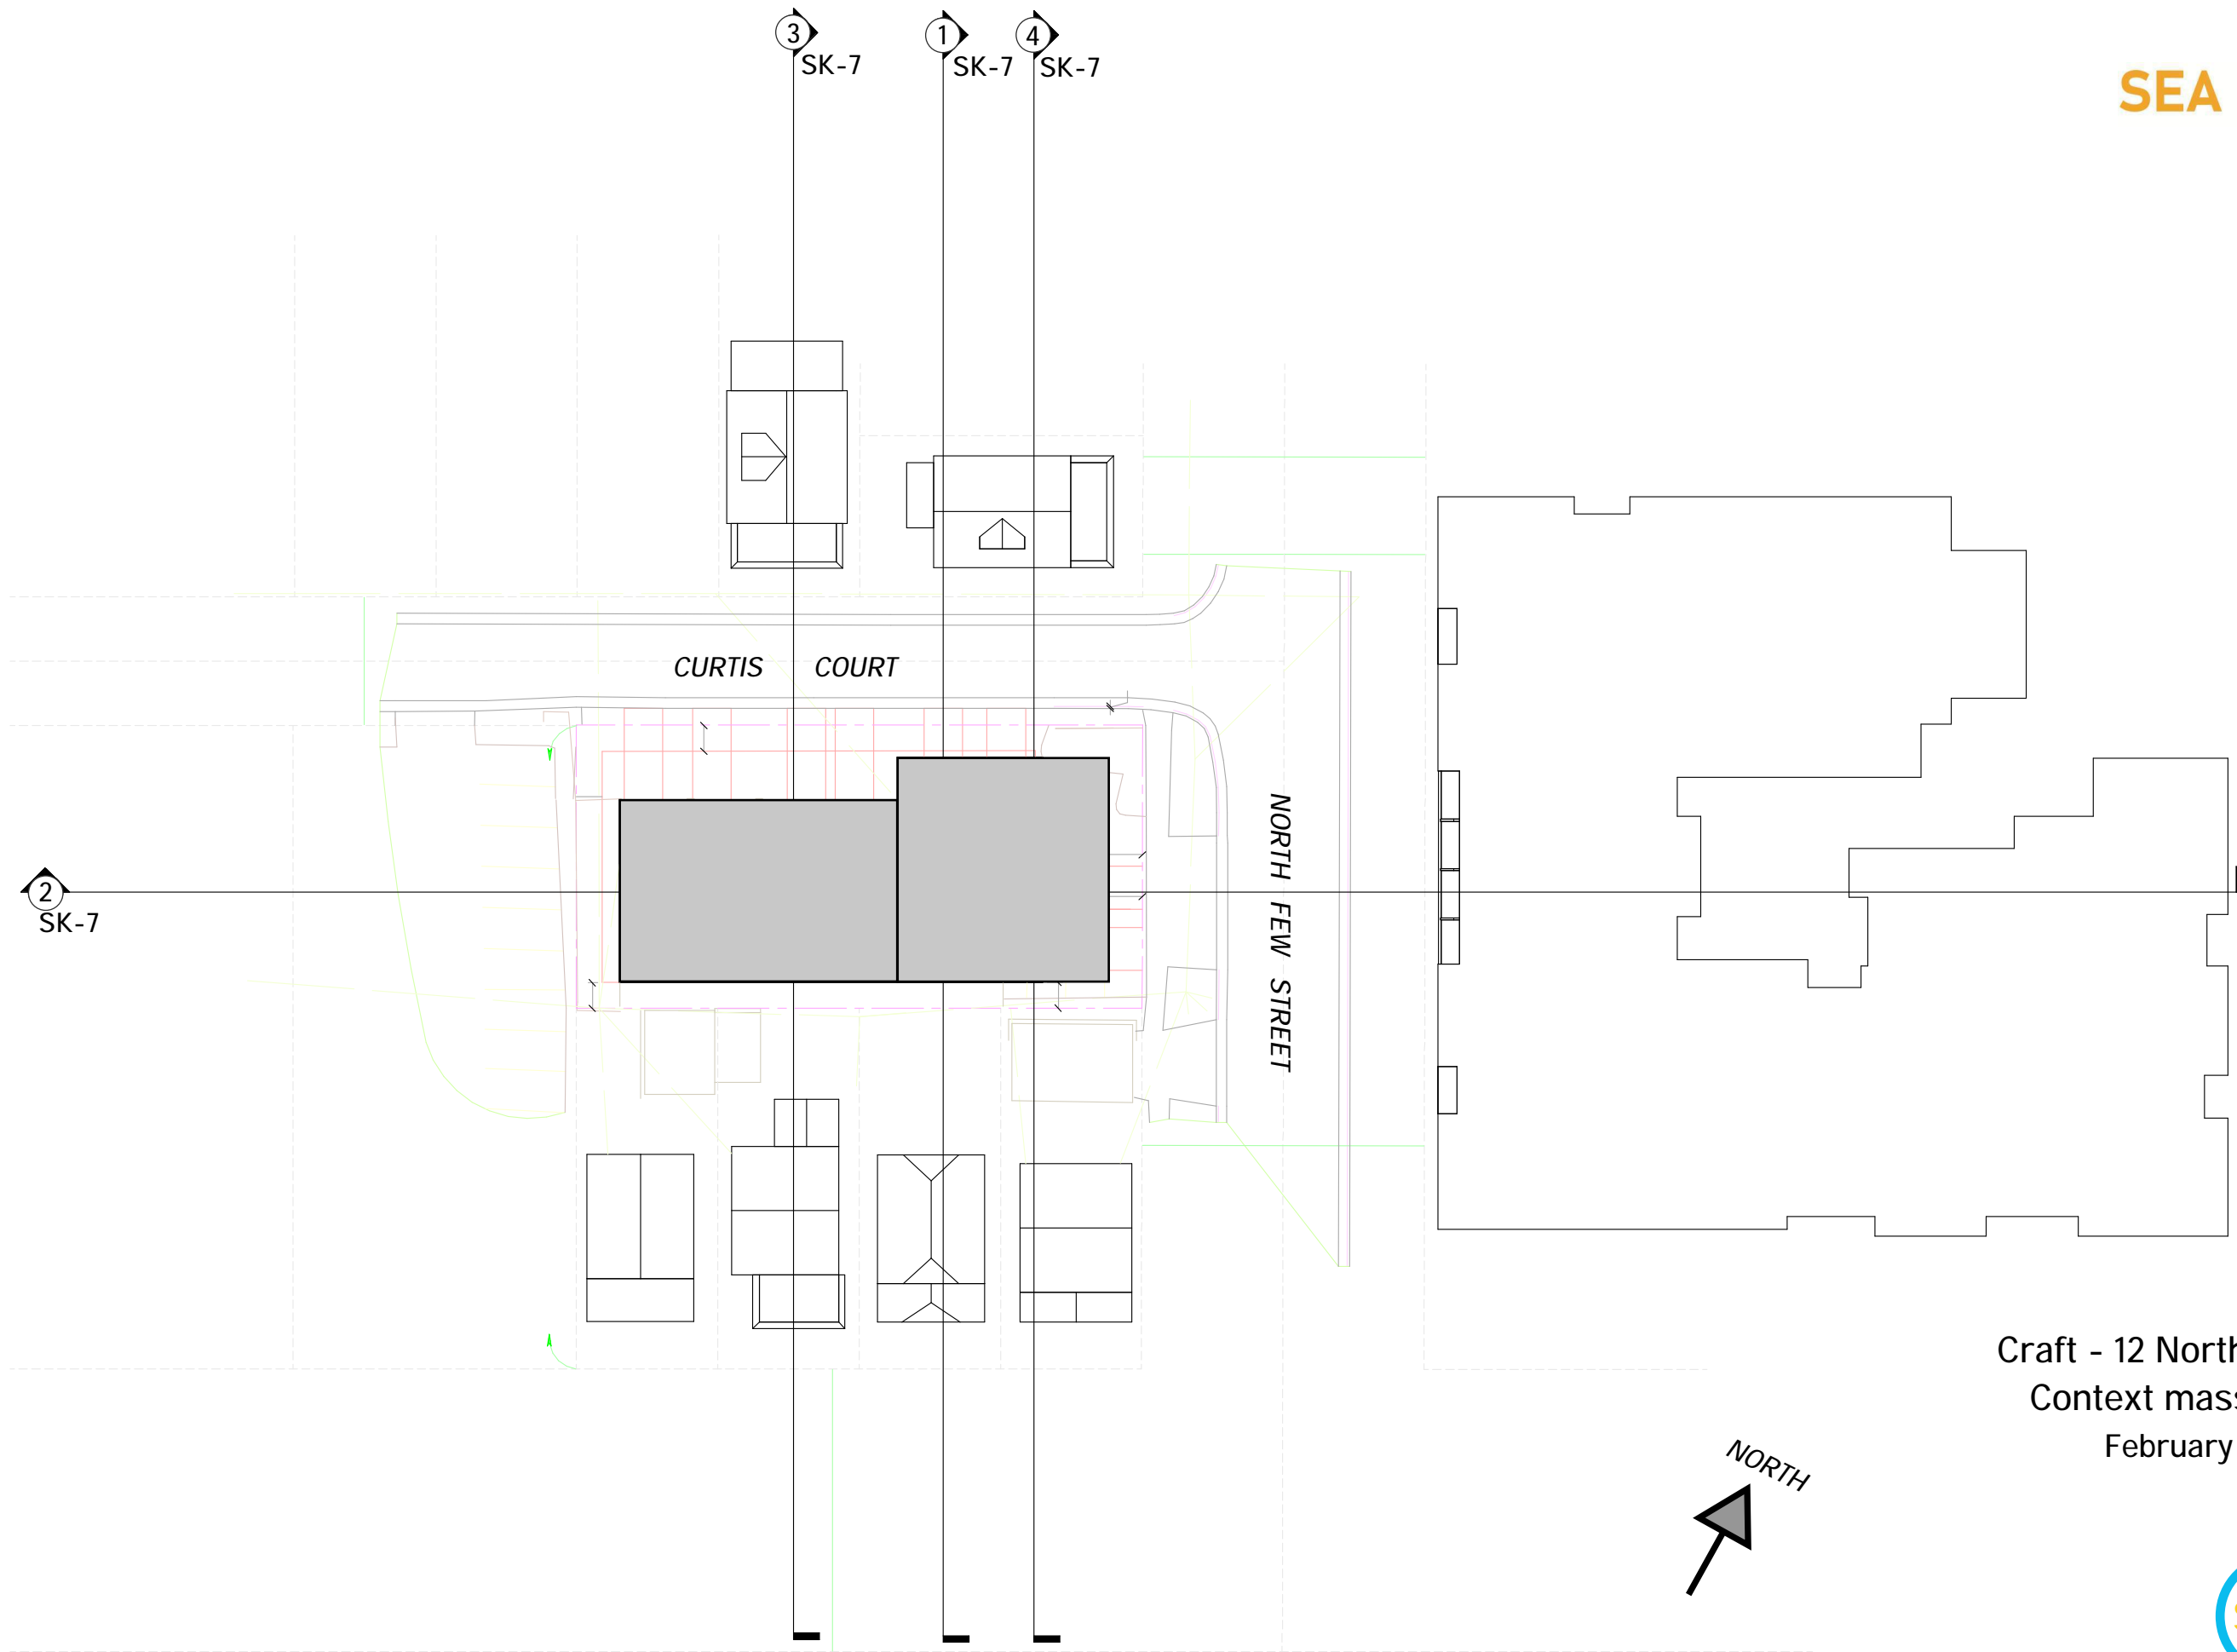 3
SK-7
1
SK-7
4
SK-7
SEA
CURTIS COURT
NORTH FEW STREET
2
SK-7
Craft - 12 North
Context mass
February
NORTH